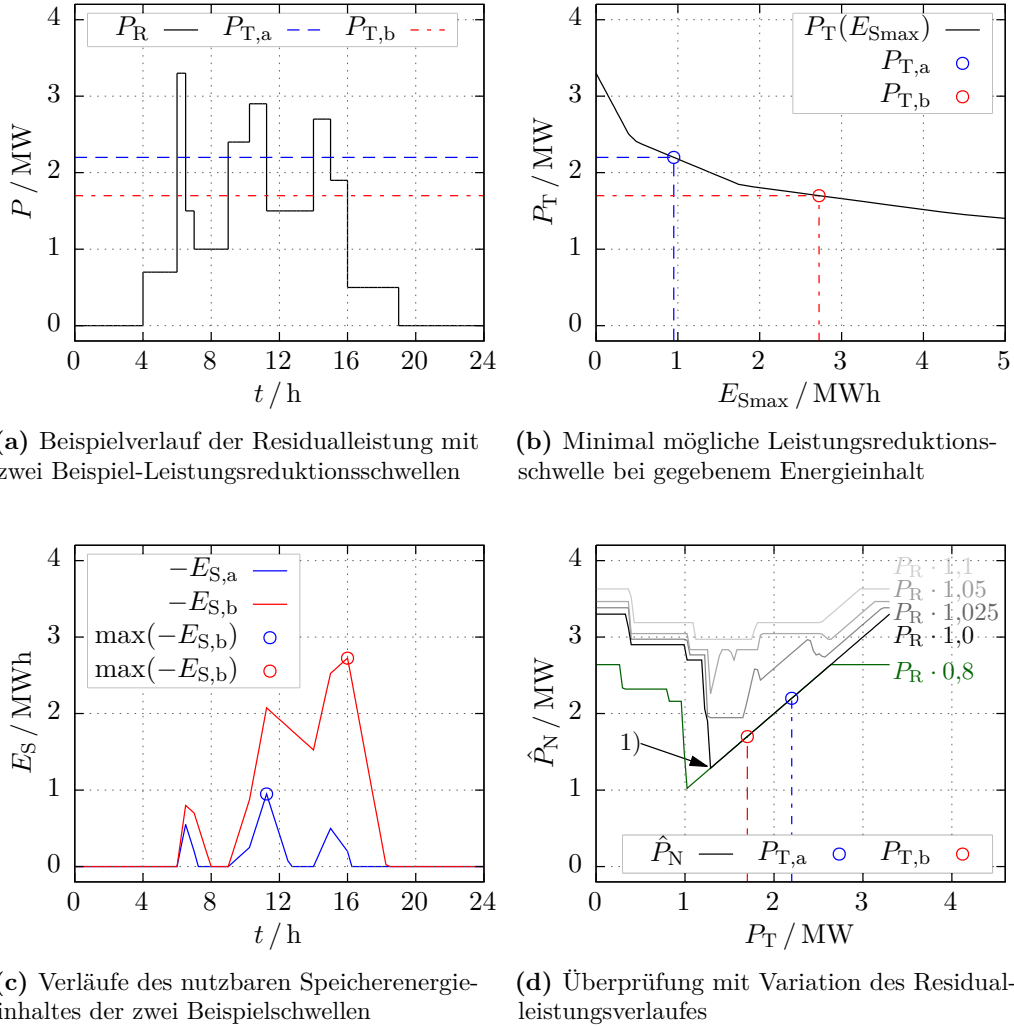 P_R P_T,a P_T,b
4
3
2
1
0
P / MW
0 4 8 12 16 20 24
t / h
(a) Beispielverlauf der Residualleistung mit
zwei Beispiel-Leistungsreduktionsschwellen
P_T(E_Smax)
P_T,a
P_T,b
4
3
2
1
0
P_T / MW
0 1 2 3 4 5
E_Smax / MWh
(b) Minimal mögliche Leistungsreduktions-
schwelle bei gegebenem Energieinhalt
−E_S,a
−E_S,b
max(−E_S,b)
max(−E_S,b)
4
3
2
1
0
E_S / MWh
0 4 8 12 16 20 24
t / h
(c) Verläufe des nutzbaren Speicherenergie-
inhaltes der zwei Beispielschwellen
P_R · 1,1
P_R · 1,05
P_R · 1,025
P_R · 1,0
P_R · 0,8
1)
P̂_N P_T,a P_T,b
4
3
2
1
0
P̂_N / MW
0 1 2 3 4
P_T / MW
(d) Überprüfung mit Variation des Residual-
leistungsverlaufes